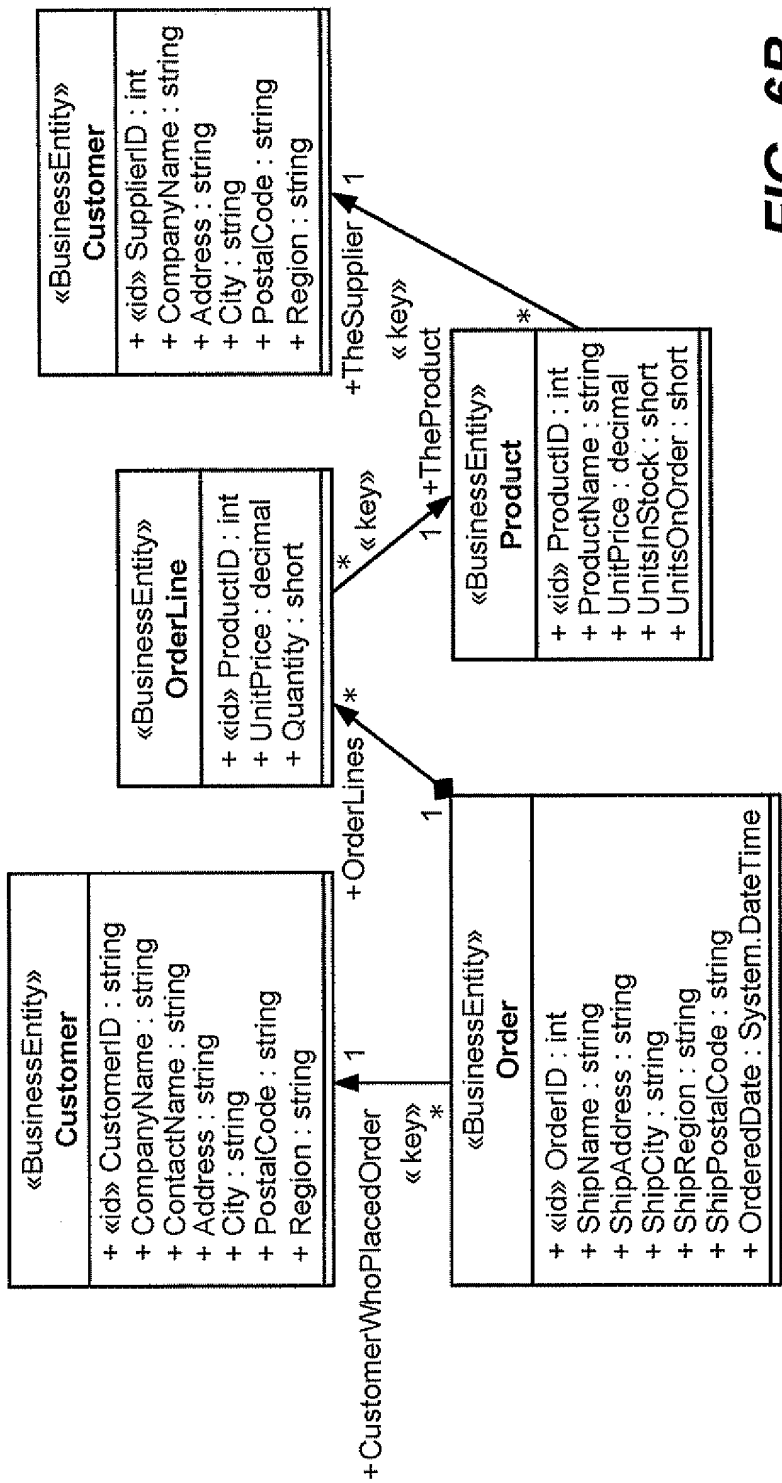 «BusinessEntity»
Customer
+ «id» CustomerID : string
+ CompanyName : string
+ ContactName : string
+ Address : string
+ City : string
+ PostalCode : string
+ Region : string
«BusinessEntity»
OrderLine
+ «id» ProductID : int
+ UnitPrice : decimal
+ Quantity : short
«BusinessEntity»
Customer
+ «id» SupplierID : int
+ CompanyName : string
+ Address : string
+ City : string
+ PostalCode : string
+ Region : string
+CustomerWhoPlacedOrder
1
« key»
*
+OrderLines
*
1
*
« key»
1
+TheProduct
+TheSupplier
1
« key»
*
«BusinessEntity»
Order
+ «id» OrderID : int
+ ShipName : string
+ ShipAddress : string
+ ShipCity : string
+ ShipRegion : string
+ ShipPostalCode : string
+ OrderedDate : System.DateTime
«BusinessEntity»
Product
+ «id» ProductID : int
+ ProductName : string
+ UnitPrice : decimal
+ UnitsInStock : short
+ UnitsOnOrder : short
FIG. 6B